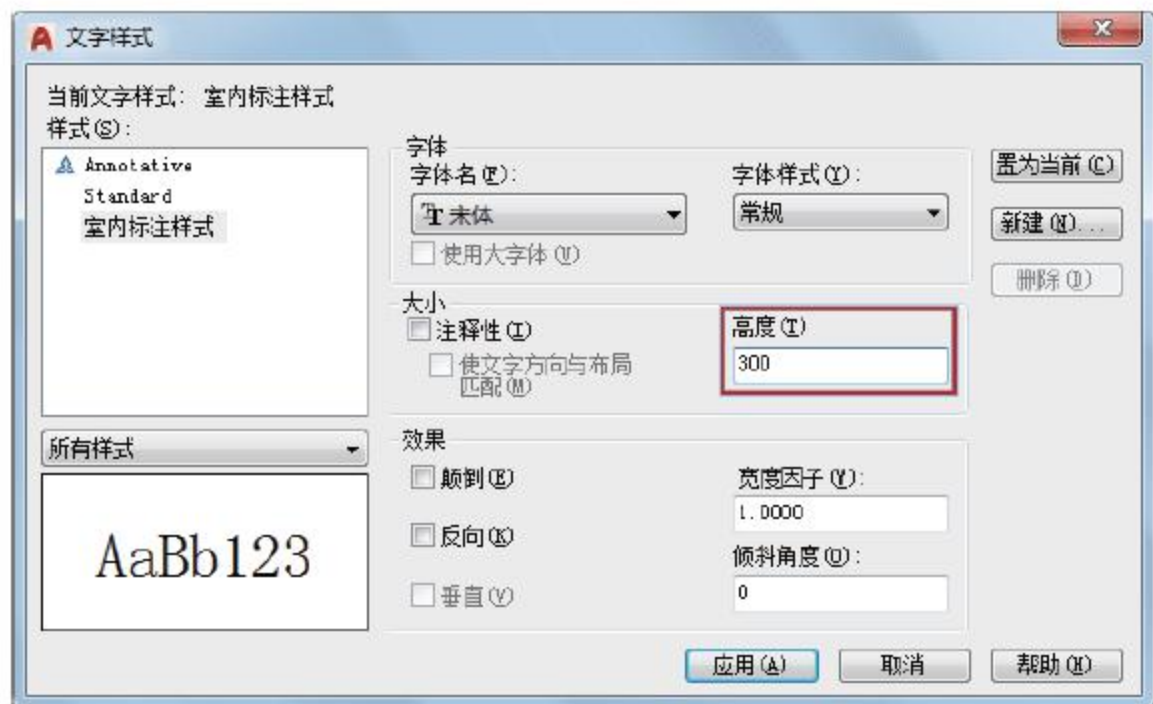 文字样式
当前文字样式: 室内标注样式
样式(S):
Annotative
Standard
室内标注样式
所有样式
AaBb123
字体
字体名(F):
宋体
使用大字体(U)
字体样式(Y):
常规
大小
注释性(I)
使文字方向与布局
匹配(M)
高度(T)
300
效果
颠倒(E)
反向(K)
垂直(V)
宽度因子(W):
1.0000
倾斜角度(O):
0
置为当前(C)
新建(N)...
删除(D)
应用(A)
取消
帮助(H)